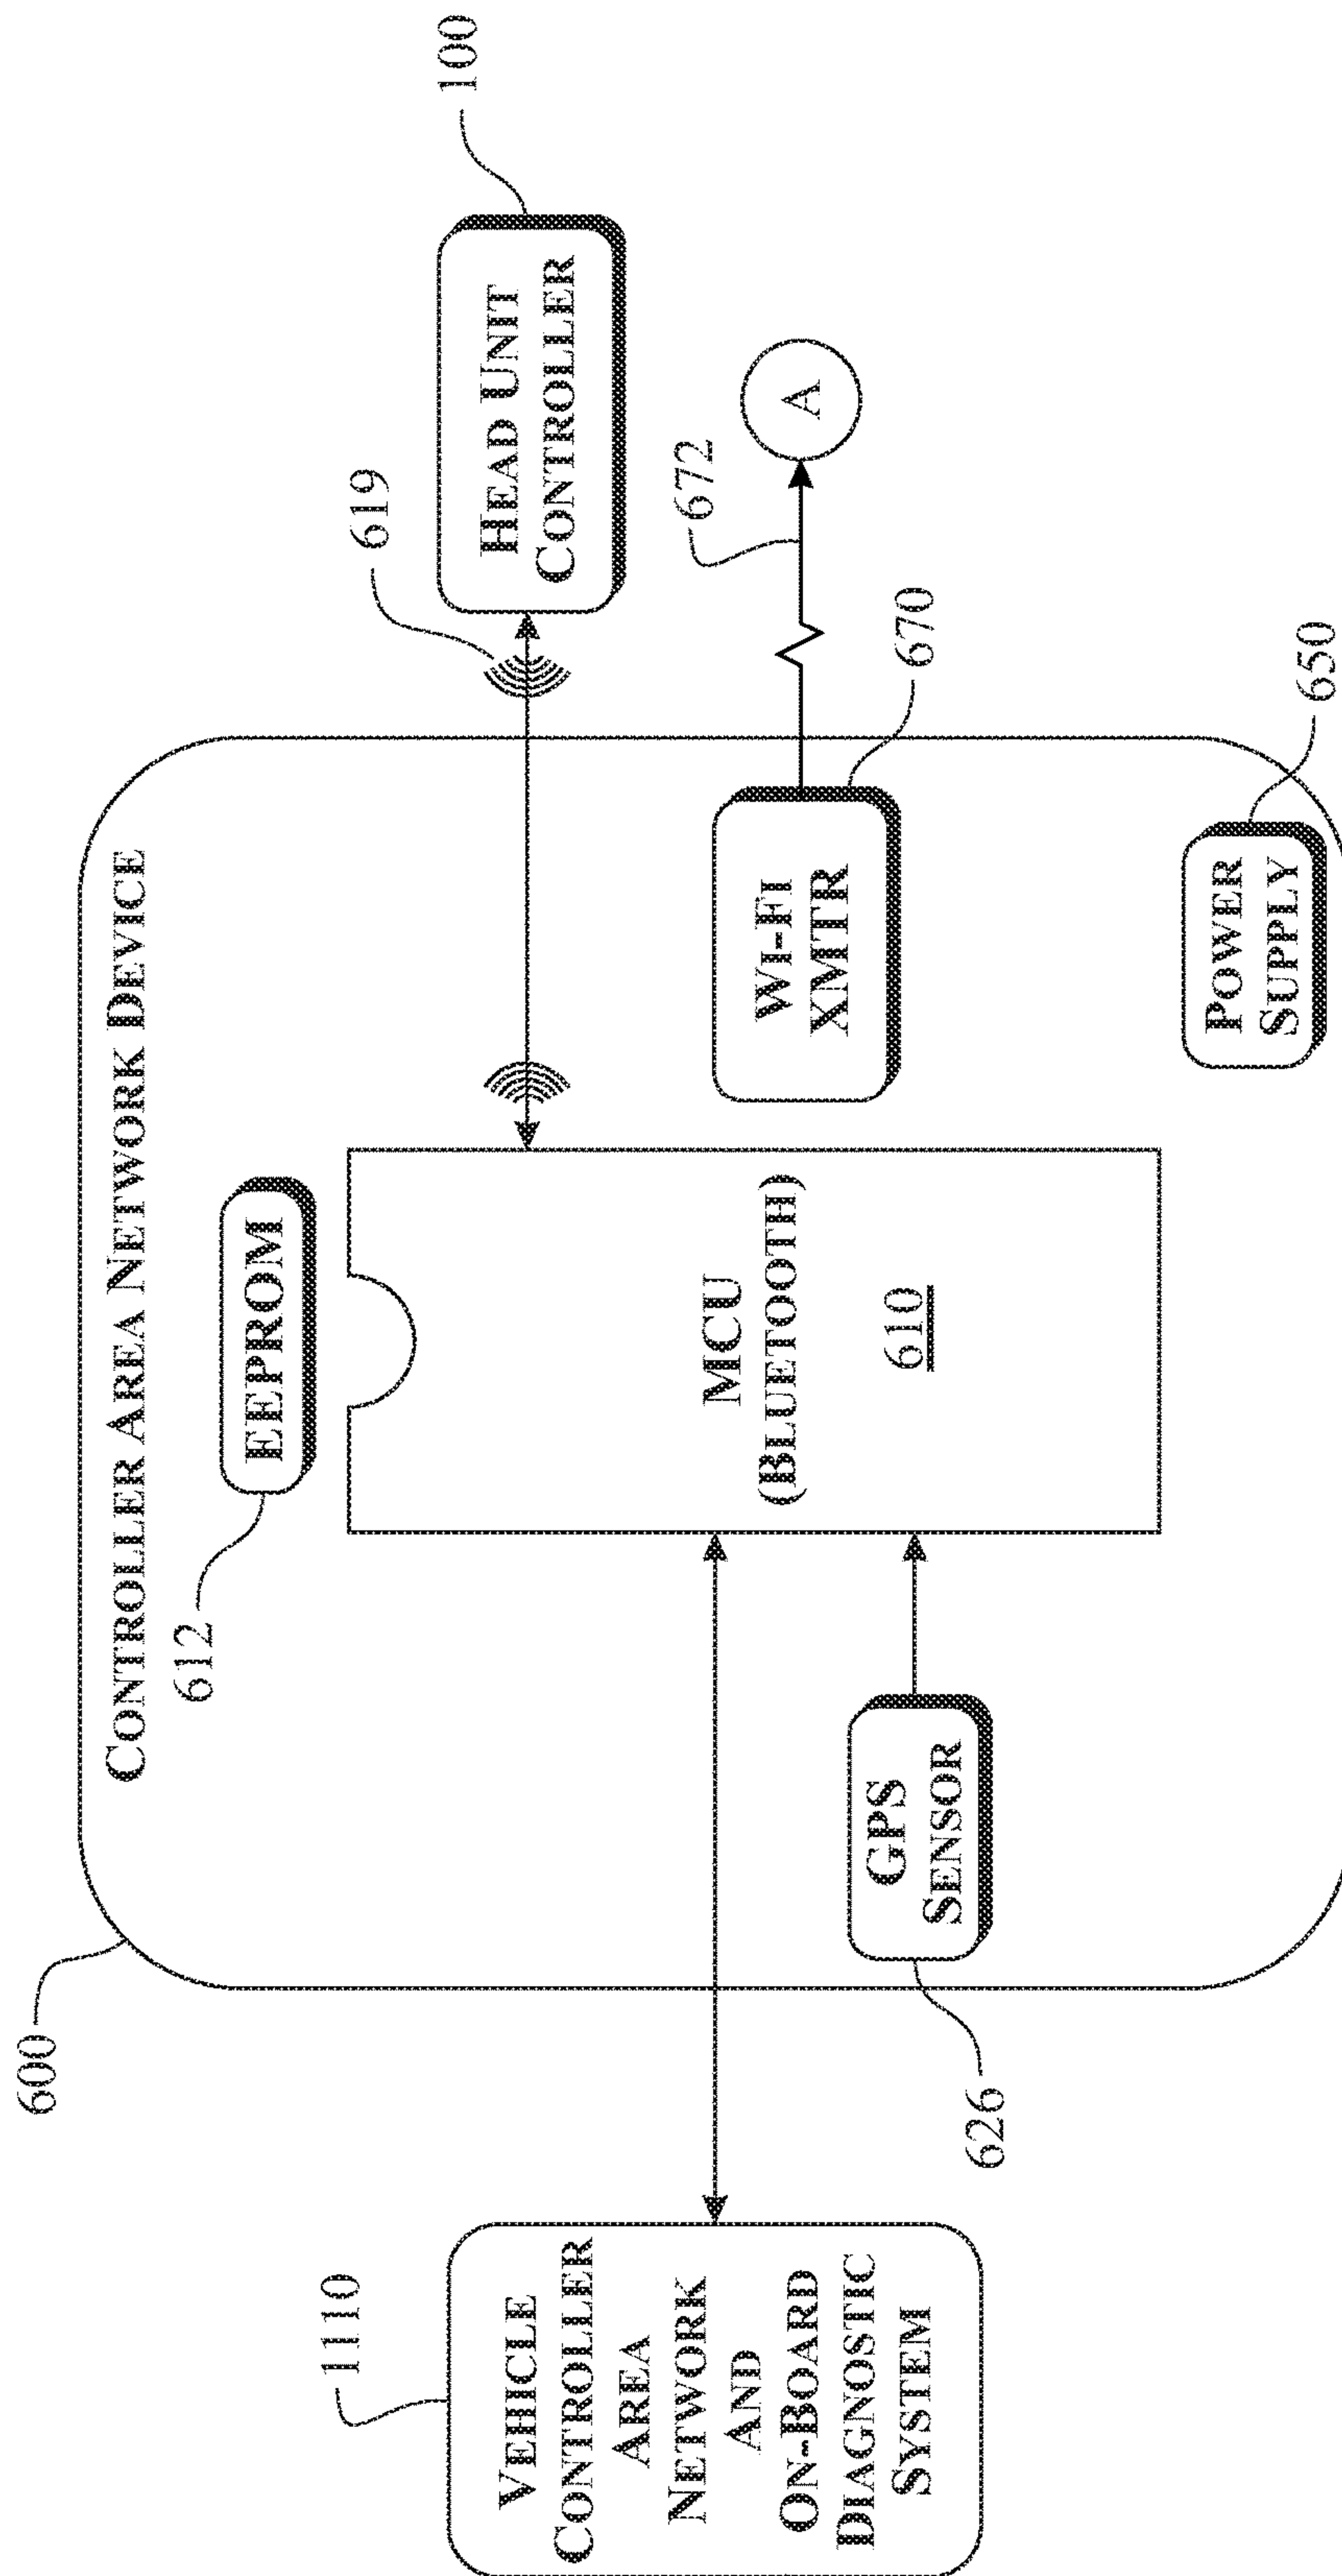 CONTROLLER AREA NETWORK DEVICE
600
612
EEPROM
619
100
HEAD UNIT
CONTROLLER
1110
VEHICLE
CONTROLLER
AREA
NETWORK
AND
ON-BOARD
DIAGNOSTIC
SYSTEM
MCU
(BLUETOOTH)
610
672
A
WI-FI
XMTR
670
GPS
SENSOR
626
POWER
SUPPLY
650